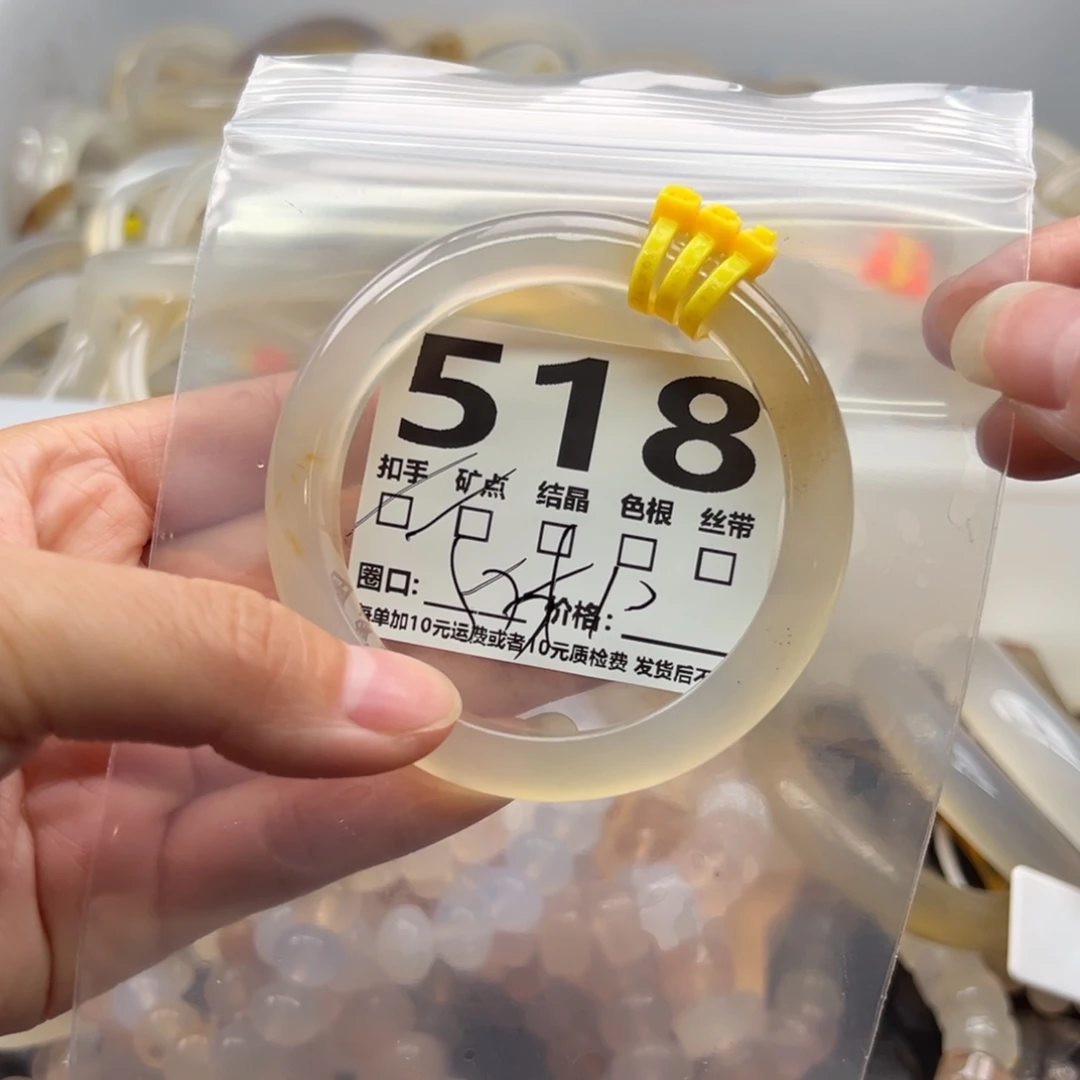 518
扣手 矿点 结晶 色根 丝带
圈口: 价格:
每单加10元运费或者10元质检费 发货后不